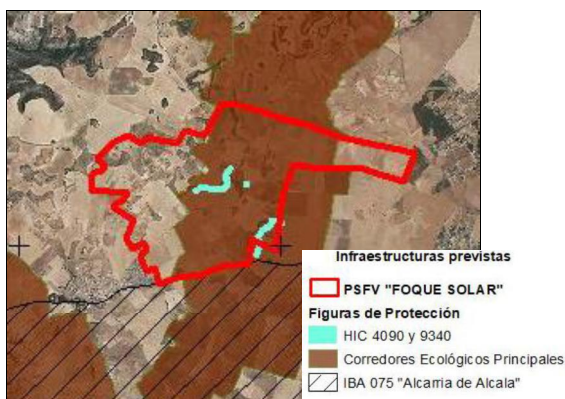 Infraestructuras previstas
PSFV "FOQUE SOLAR"
Figuras de Protección
HIC 4090 y 9340
Corredores Ecológicos Principales
IBA 075 "Alcarria de Alcala"